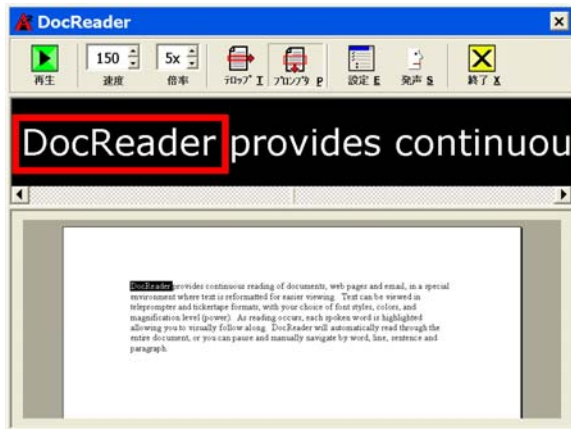 DocReader
150
5x
再生
速度
倍率
ﾃﾛｯﾌﾟ T
ﾌﾟﾛﾝﾌﾟﾀ P
設定 E
発声 S
終了 X
DocReader provides continuou
DocReader provides continuous reading of documents, web pages and email, in a special
environment where text is reformatted for easier viewing. Text can be viewed in
teleprompter and tickertape formats, with your choice of font styles, colors, and
magnification level (power). As reading occurs, each spoken word is highlighted
allowing you to visually follow along. DocReader will automatically read through the
entire document, or you can pause and manually navigate by word, line, sentence and
paragraph.